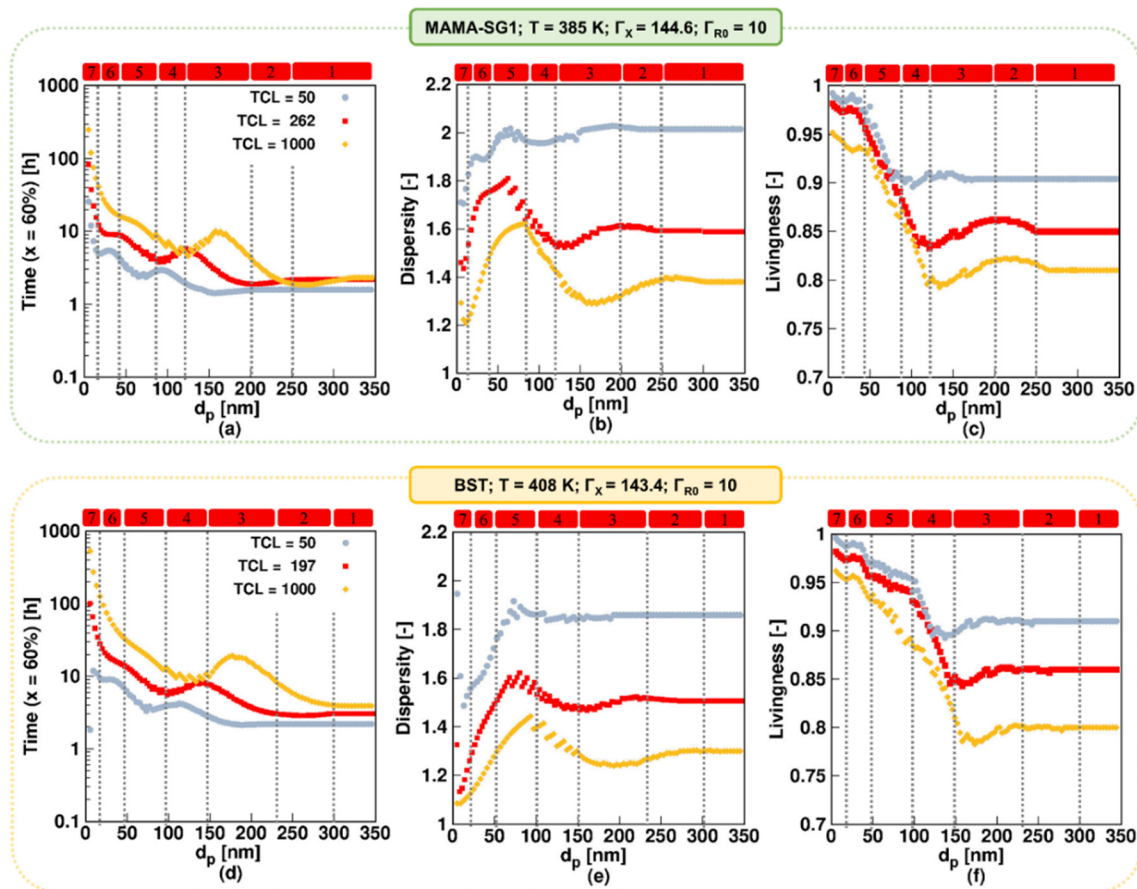 MAMA-SG1; T = 385 K; Γ_X = 144.6; Γ_R0 = 10
7 6 5 4 3 2 1
1000
100
10
1
0.1
Time (x = 60%) [h]
TCL = 50
TCL = 262
TCL = 1000
0 50 100 150 200 250 300 350
d_p [nm]
(a)
7 6 5 4 3 2 1
2.2
2
1.8
1.6
1.4
1.2
1
Dispersity [-]
0 50 100 150 200 250 300 350
d_p [nm]
(b)
7 6 5 4 3 2 1
1
0.95
0.9
0.85
0.8
0.75
0.7
Livingness [-]
0 50 100 150 200 250 300 350
d_p [nm]
(c)
BST; T = 408 K; Γ_X = 143.4; Γ_R0 = 10
7 6 5 4 3 2 1
1000
100
10
1
0.1
Time (x = 60%) [h]
TCL = 50
TCL = 197
TCL = 1000
0 50 100 150 200 250 300 350
d_p [nm]
(d)
7 6 5 4 3 2 1
2.2
2
1.8
1.6
1.4
1.2
1
Dispersity [-]
0 50 100 150 200 250 300 350
d_p [nm]
(e)
7 6 5 4 3 2 1
1
0.95
0.9
0.85
0.8
0.75
0.7
Livingness [-]
0 50 100 150 200 250 300 350
d_p [nm]
(f)